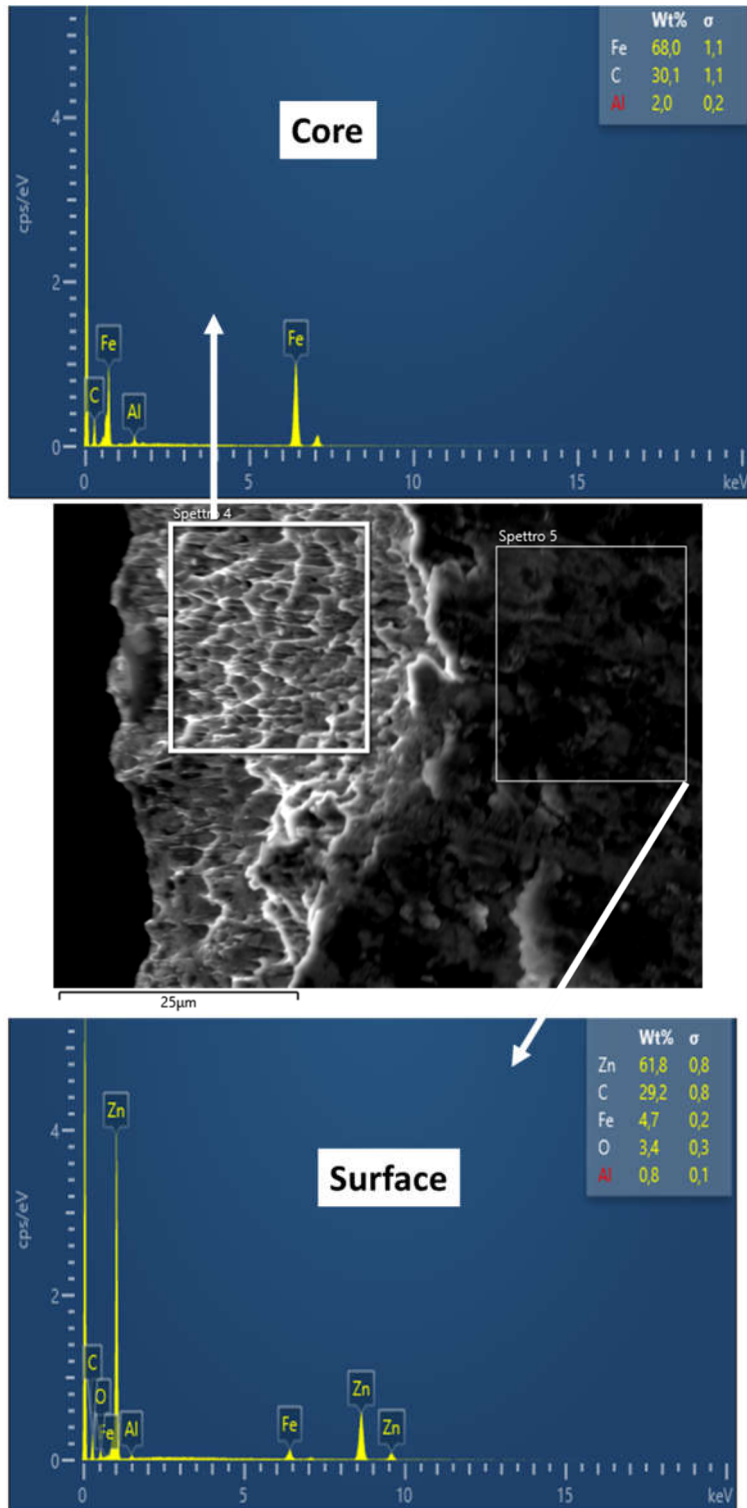 Wt% σ
Fe 68,0 1,1
C 30,1 1,1
Al 2,0 0,2
Core
cps/eV
4
2
0
Fe
C
Al
Fe
0 5 10 15 keV
Spettro 4
Spettro 5
25µm
Wt% σ
Zn 61,8 0,8
C 29,2 0,8
Fe 4,7 0,2
O 3,4 0,3
Al 0,8 0,1
Surface
cps/eV
4
2
0
Zn
C
O
Fe
Al
Fe
Zn
Zn
0 5 10 15 keV